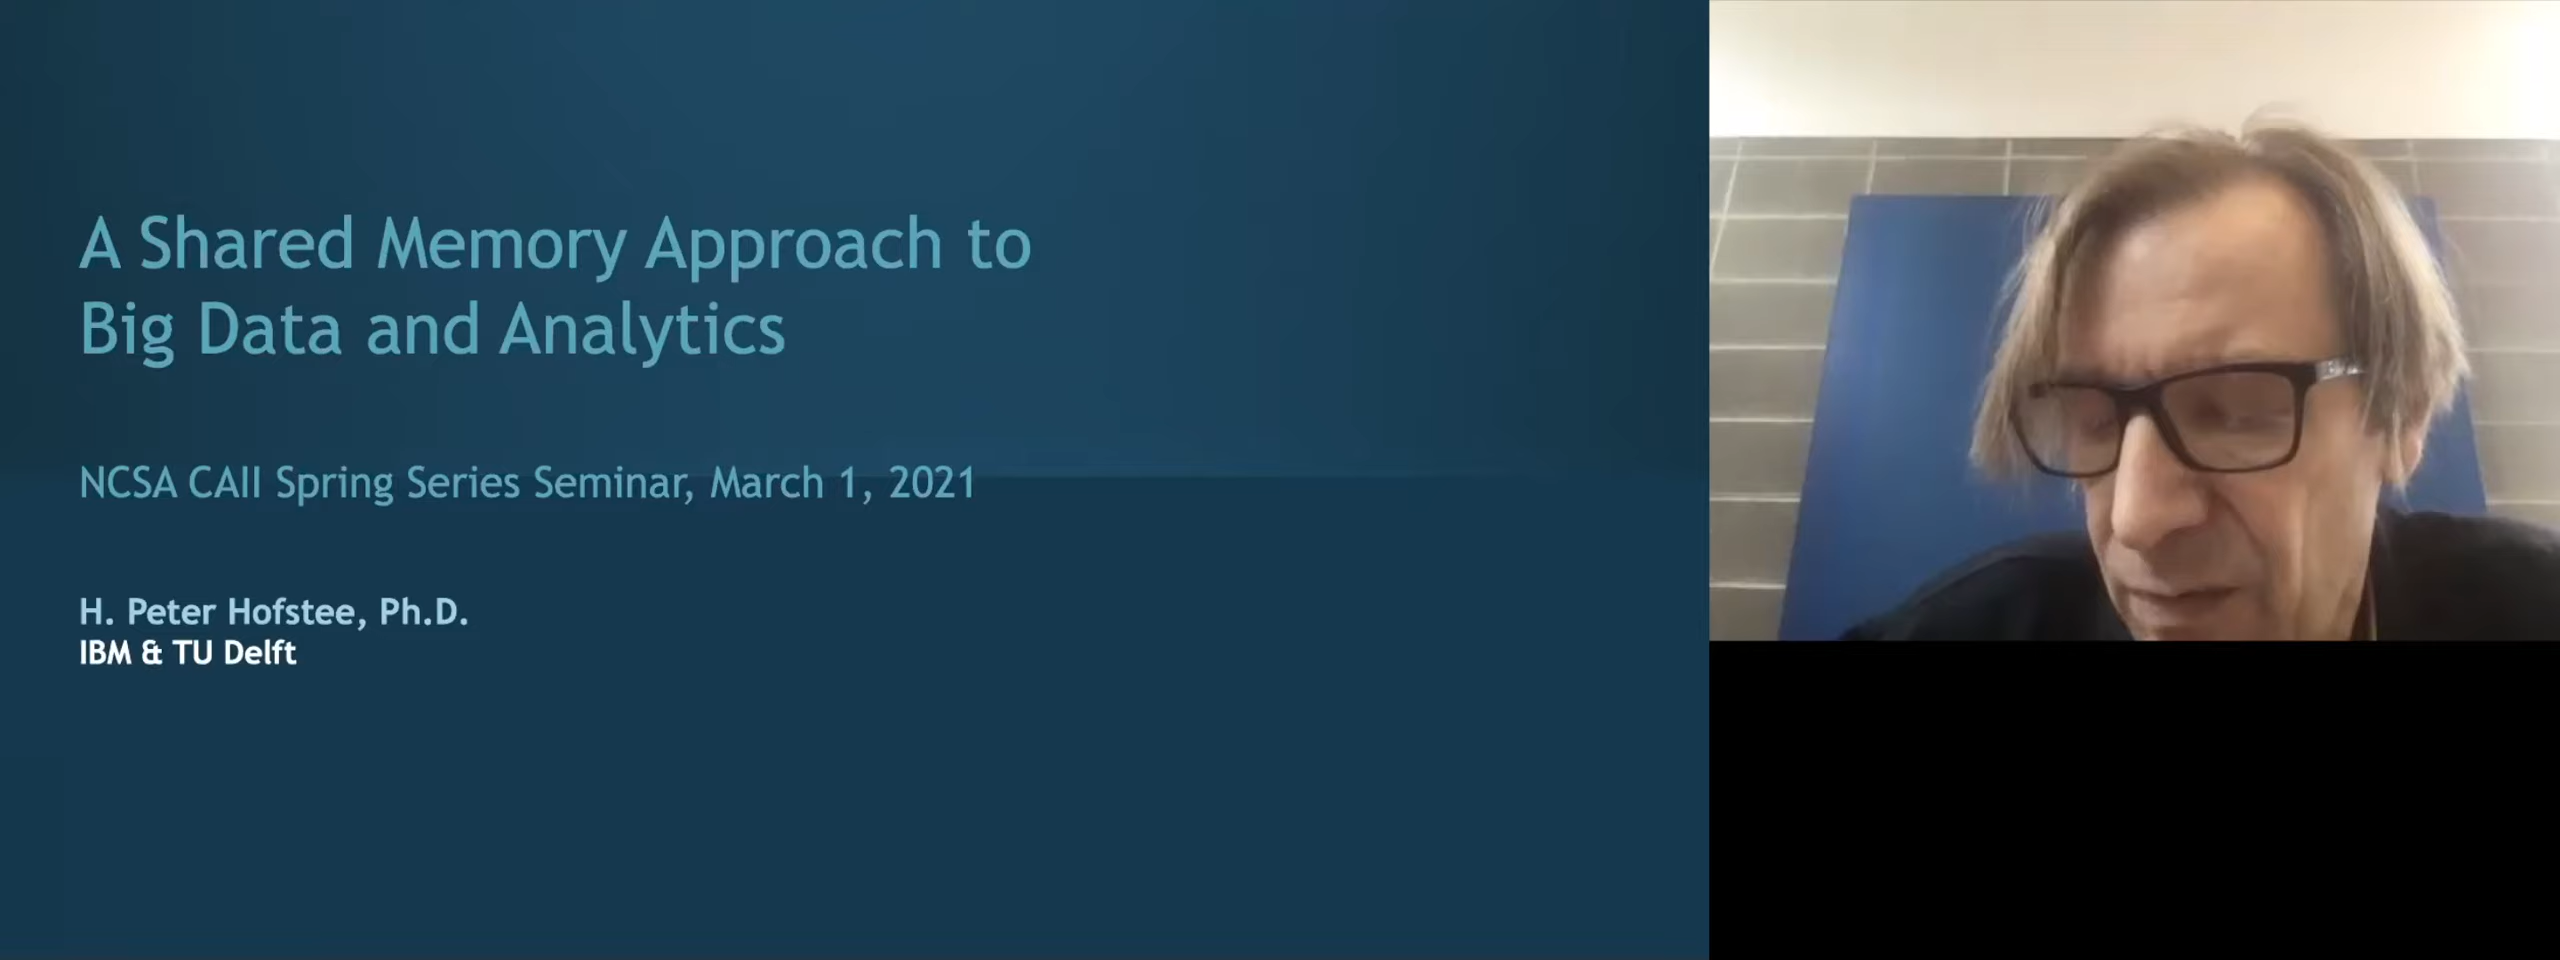 A Shared Memory Approach to
Big Data and Analytics
NCSA CAII Spring Series Seminar, March 1, 2021
H. Peter Hofstee, Ph.D.
IBM & TU Delft